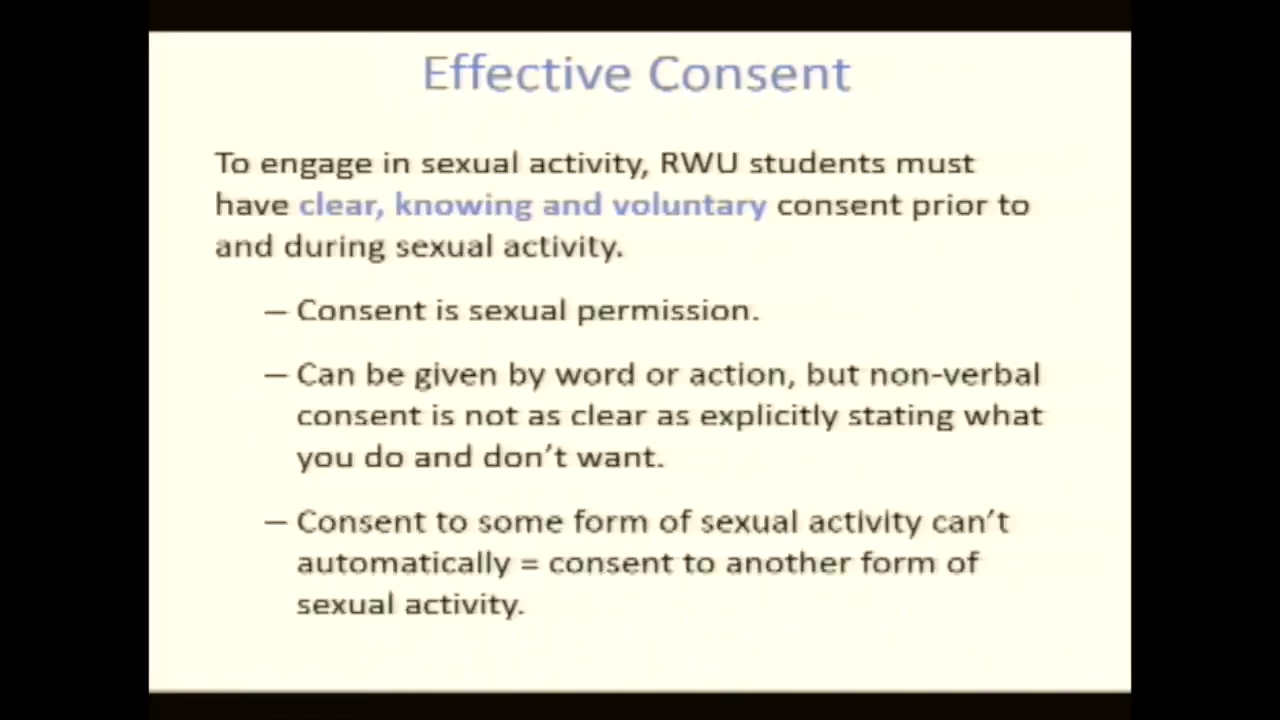 Effective Consent
To engage in sexual activity, RWU students must
have clear, knowing and voluntary consent prior to
and during sexual activity.
– Consent is sexual permission.
– Can be given by word or action, but non-verbal
consent is not as clear as explicitly stating what
you do and don't want.
– Consent to some form of sexual activity can't
automatically = consent to another form of
sexual activity.